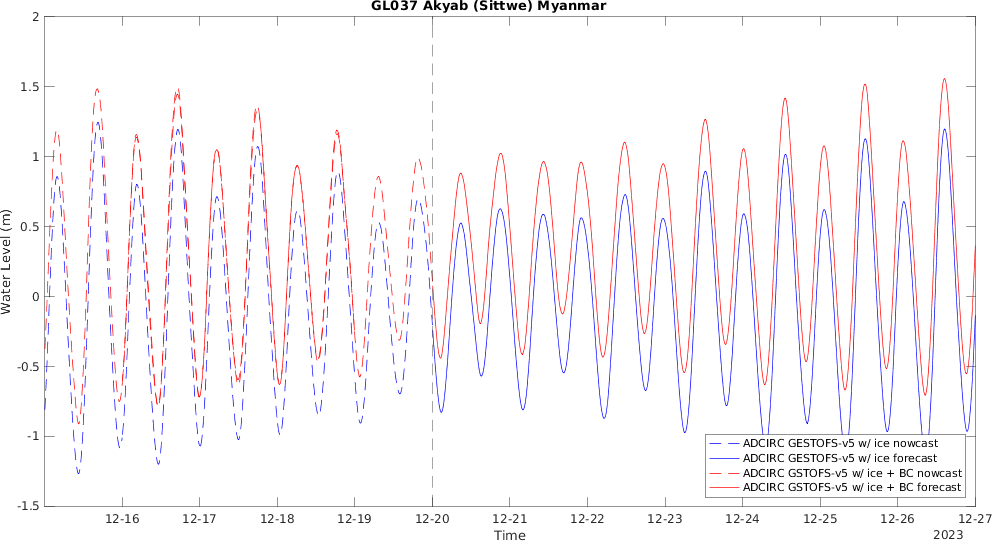 GL037 Akyab (Sittwe) Myanmar
2
1.5
1
0.5
0
-0.5
-1
-1.5
Water Level (m)
ADCIRC GESTOFS-v5 w/ ice nowcast
ADCIRC GESTOFS-v5 w/ ice forecast
ADCIRC GSTOFS-v5 w/ ice + BC nowcast
ADCIRC GSTOFS-v5 w/ ice + BC forecast
12-16 12-17 12-18 12-19 12-20 12-21 12-22 12-23 12-24 12-25 12-26 12-27
Time
2023